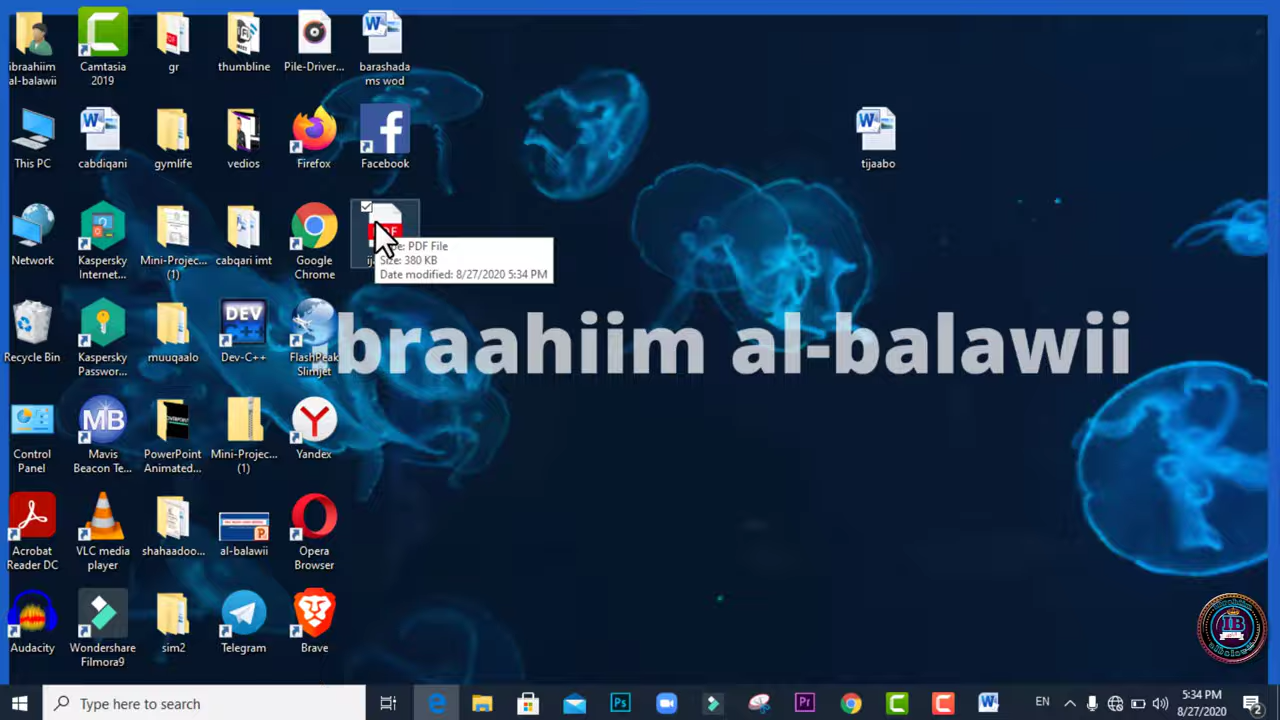 ibraahiim
al-balawii
Camtasia
2019
gr
thumbline
Pile-Driver...
barashada
ms wod
This PC
cabdiqani
gymlife
vedios
Firefox
Facebook
tijaabo
Network
Kaspersky
Internet...
Mini-Projec...
(1)
cabqari imt
Google
Chrome
PDF File
Size: 380 KB
Date modified: 8/27/2020 5:34 PM
Recycle Bin
Kaspersky
Passwor...
muuqaalo
DEV
C++
Dev-C++
FlashPeak
Slimjet
ibraahiim al-balawii
Control
Panel
MB
Mavis
Beacon Te...
PowerPoint
Animated...
Mini-Projec...
(1)
Yandex
Acrobat
Reader DC
VLC media
player
shahaadoo...
al-balawii
Opera
Browser
Audacity
Wondershare
Filmora9
sim2
Telegram
Brave
IB
Type here to search
Ps
Pr
EN
5:34 PM
8/27/2020
2